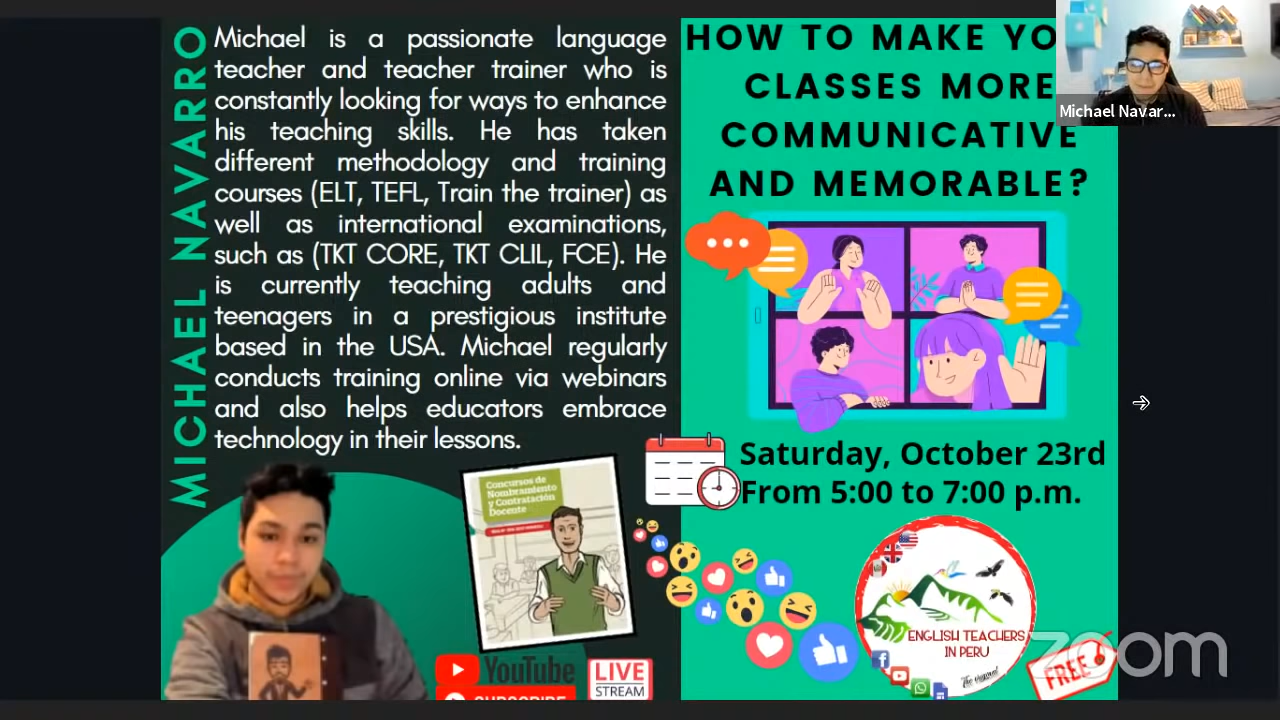 MICHAEL NAVARRO
Michael is a passionate language
teacher and teacher trainer who is
constantly looking for ways to enhance
his teaching skills. He has taken
different methodology and training
courses (ELT, TEFL, Train the trainer) as
well as international examinations,
such as (TKT CORE, TKT CLIL, FCE). He
is currently teaching adults and
teenagers in a prestigious institute
based in the USA. Michael regularly
conducts training online via webinars
and also helps educators embrace
technology in their lessons.
Concursos de
Nombramiento
y Contratación
Docente
YouTube
SUBSCRIBE
LIVE
STREAM
HOW TO MAKE YO
CLASSES MORE
COMMUNICATIVE
AND MEMORABLE?
Michael Navar...
Saturday, October 23rd
From 5:00 to 7:00 p.m.
ENGLISH TEACHERS
IN PERU
The original
FREE
zoom